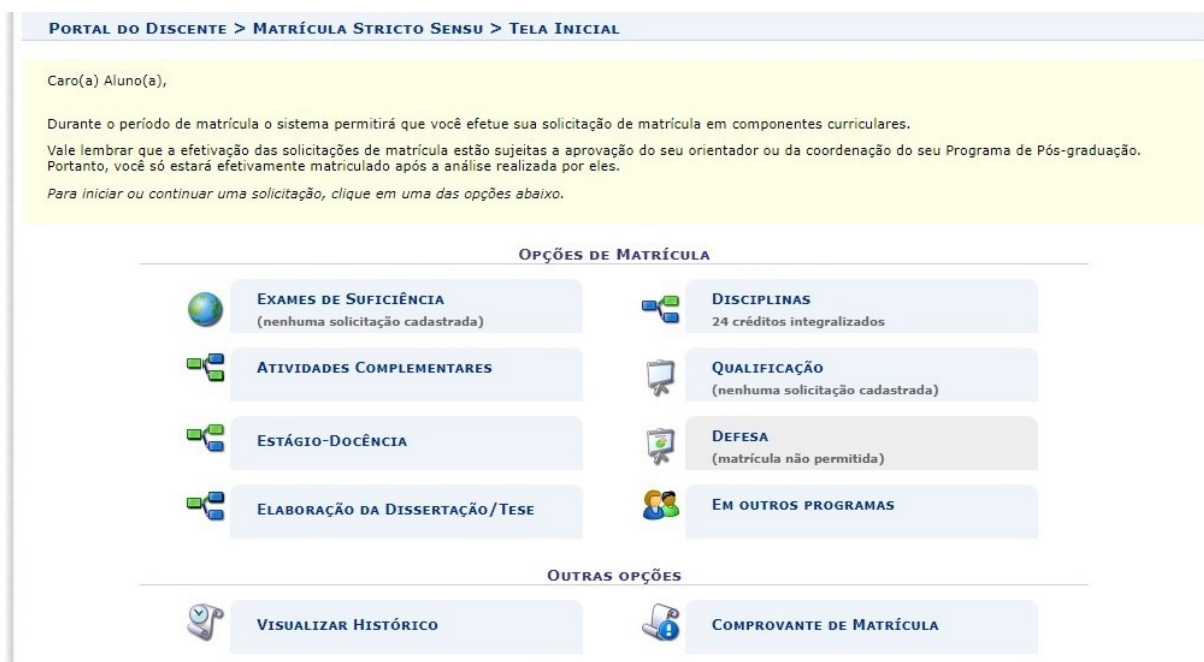 Portal do Discente > Matrícula Stricto Sensu > Tela Inicial
Caro(a) Aluno(a),
Durante o período de matrícula o sistema permitirá que você efetue sua solicitação de matrícula em componentes curriculares.
Vale lembrar que a efetivação das solicitações de matrícula estão sujeitas a aprovação do seu orientador ou da coordenação do seu Programa de Pós-graduação.
Portanto, você só estará efetivamente matriculado após a análise realizada por eles.
Para iniciar ou continuar uma solicitação, clique em uma das opções abaixo.
Opções de Matrícula
Exames de Suficiência
(nenhuma solicitação cadastrada)
Disciplinas
24 créditos integralizados
Atividades Complementares
Qualificação
(nenhuma solicitação cadastrada)
Estágio-Docência
Defesa
(matrícula não permitida)
Elaboração da Dissertação/Tese
Em outros programas
Outras opções
Visualizar Histórico
Comprovante de Matrícula